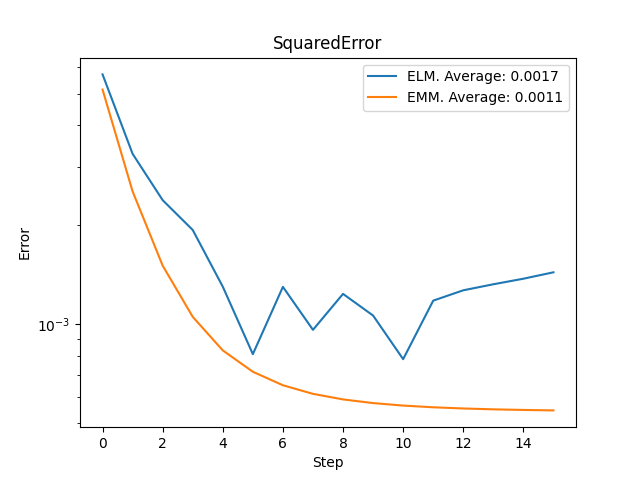 SquaredError
ELM. Average: 0.0017
EMM. Average: 0.0011
Error
10⁻³
0 2 4 6 8 10 12 14
Step